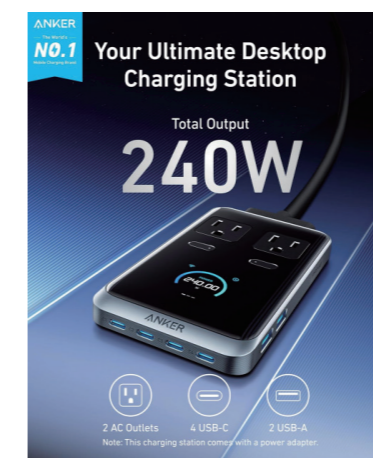 ANKER
The World's
NO.1
Mobile Charging Brand
Your Ultimate Desktop
Charging Station
Total Output
240W
240.00
ANKER
2 AC Outlets
4 USB-C
2 USB-A
Note: This charging station comes with a power adapter.